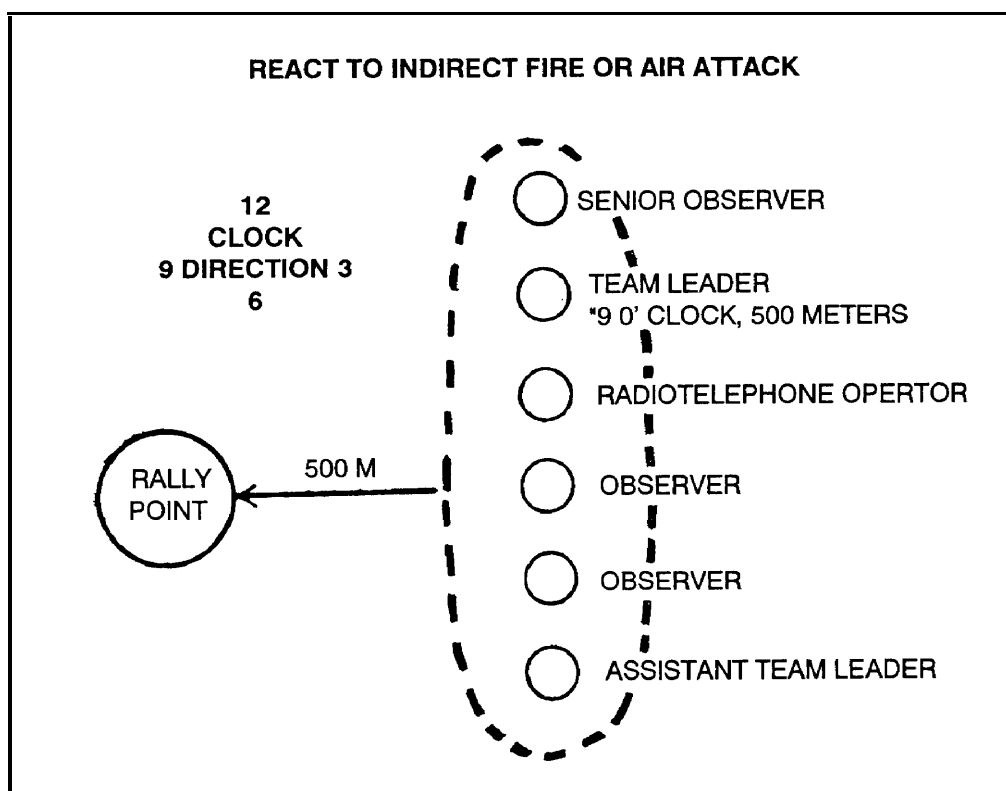 REACT TO INDIRECT FIRE OR AIR ATTACK
12
CLOCK
9 DIRECTION 3
6
SENIOR OBSERVER
TEAM LEADER
"9 0' CLOCK, 500 METERS
RADIOTELEPHONE OPERTOR
500 M
RALLY
POINT
OBSERVER
OBSERVER
ASSISTANT TEAM LEADER